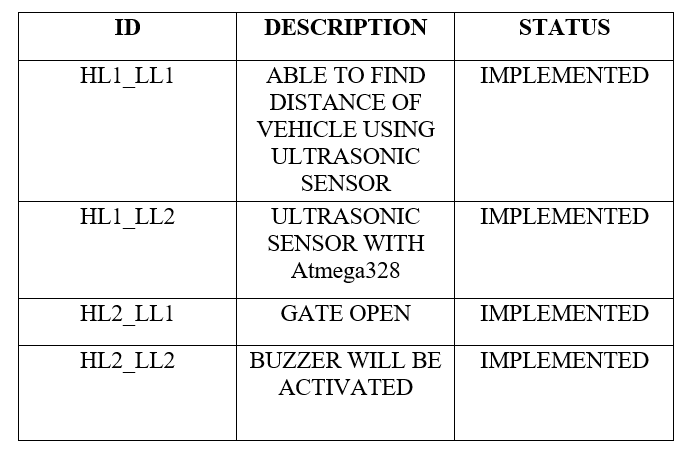 ID DESCRIPTION STATUS
HL1_LL1 ABLE TO FIND IMPLEMENTED
DISTANCE OF
VEHICLE USING
ULTRASONIC
SENSOR
HL1_LL2 ULTRASONIC IMPLEMENTED
SENSOR WITH
Atmega328
HL2_LL1 GATE OPEN IMPLEMENTED
HL2_LL2 BUZZER WILL BE IMPLEMENTED
ACTIVATED